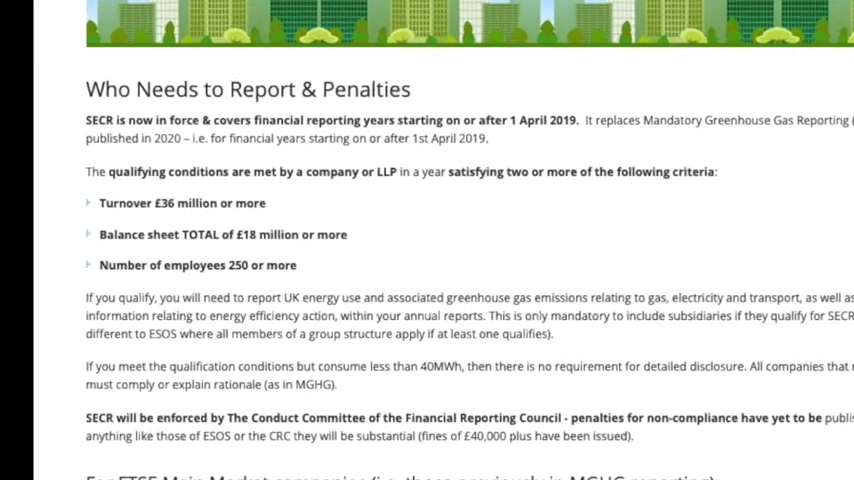 Who Needs to Report & Penalties
SECR is now in force & covers financial reporting years starting on or after 1 April 2019. It replaces Mandatory Greenhouse Gas Reporting (
published in 2020 – i.e. for financial years starting on or after 1st April 2019.
The qualifying conditions are met by a company or LLP in a year satisfying two or more of the following criteria:
Turnover £36 million or more
Balance sheet TOTAL of £18 million or more
Number of employees 250 or more
If you qualify, you will need to report UK energy use and associated greenhouse gas emissions relating to gas, electricity and transport, as well as
information relating to energy efficiency action, within your annual reports. This is only mandatory to include subsidiaries if they qualify for SECR
different to ESOS where all members of a group structure apply if at least one qualifies).
If you meet the qualification conditions but consume less than 40MWh, then there is no requirement for detailed disclosure. All companies that
must comply or explain rationale (as in MGHG).
SECR will be enforced by The Conduct Committee of the Financial Reporting Council - penalties for non-compliance have yet to be
anything like those of ESOS or the CRC they will be substantial (fines of £40,000 plus have been issued).
For FTSE Main Market companies (i.e. those previously in MGHG reporting):